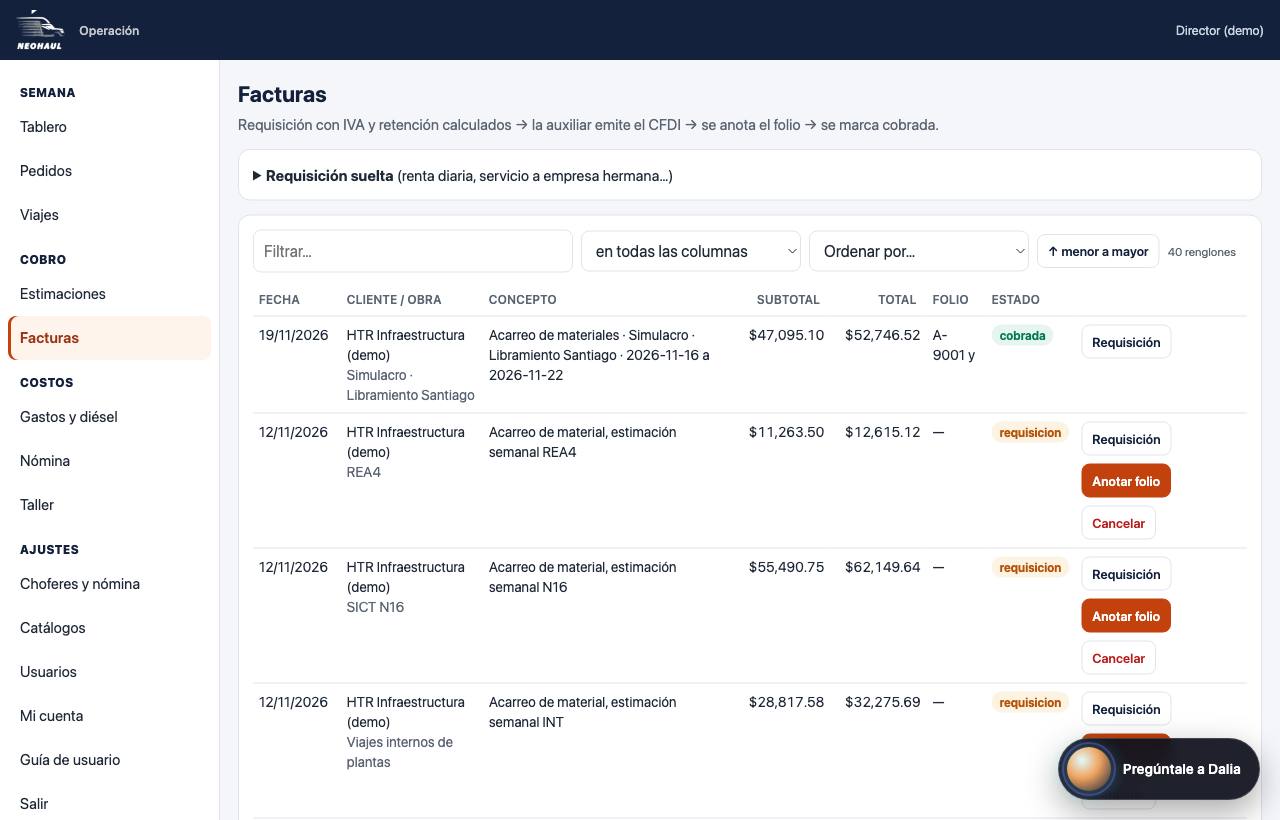 NEOHAUL
Operación
Director (demo)
SEMANA
Tablero
Pedidos
Viajes
COBRO
Estimaciones
Facturas
COSTOS
Gastos y diésel
Nómina
Taller
AJUSTES
Choferes y nómina
Catálogos
Usuarios
Mi cuenta
Guía de usuario
Salir
Facturas
Requisición con IVA y retención calculados → la auxiliar emite el CFDI → se anota el folio → se marca cobrada.
▶ Requisición suelta (renta diaria, servicio a empresa hermana…)
Filtrar… en todas las columnas Ordenar por… ↑ menor a mayor 40 renglones
FECHA CLIENTE / OBRA CONCEPTO SUBTOTAL TOTAL FOLIO ESTADO
19/11/2026 HTR Infraestructura Acarreo de materiales · Simulacro · $47,095.10 $52,746.52 A- cobrada Requisición
(demo) Libramiento Santiago · 2026-11-16 a 9001 y
Simulacro · 2026-11-22
Libramiento Santiago
12/11/2026 HTR Infraestructura Acarreo de material, estimación $11,263.50 $12,615.12 — requisicion Requisición
(demo) semanal REA4
REA4
Anotar folio
Cancelar
12/11/2026 HTR Infraestructura Acarreo de material, estimación $55,490.75 $62,149.64 — requisicion Requisición
(demo) semanal N16
SICT N16
Anotar folio
Cancelar
12/11/2026 HTR Infraestructura Acarreo de material, estimación $28,817.58 $32,275.69 — requisicion Requisición
(demo) semanal INT
Viajes internos de
plantas
Pregúntale a Dalia